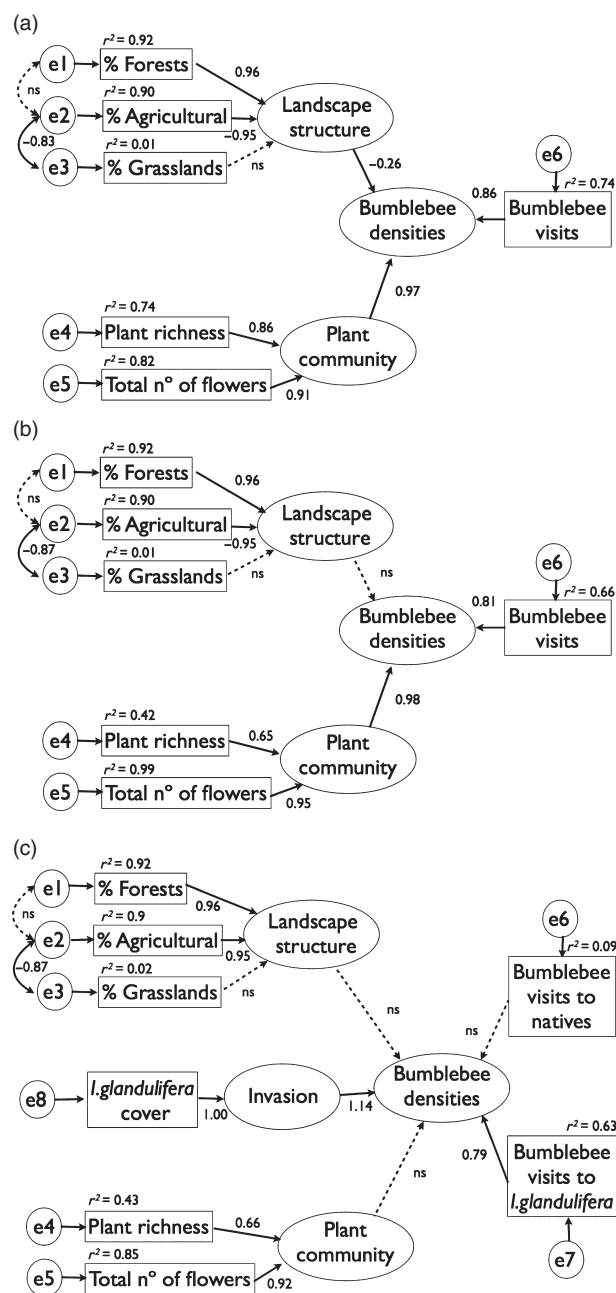 (a)
r² = 0.92
e1
% Forests
0.96
ns
r² = 0.90
e2
% Agricultural
–0.95
Landscape
structure
–0.83
r² = 0.01
e3
% Grasslands
ns
–0.26
e6
r² = 0.74
0.86
Bumblebee
visits
Bumblebee
densities
0.97
r² = 0.74
e4
Plant richness
0.86
r² = 0.82
e5
Total nº of flowers
0.91
Plant
community
(b)
r² = 0.92
e1
% Forests
0.96
ns
r² = 0.90
e2
% Agricultural
–0.95
Landscape
structure
–0.87
r² = 0.01
e3
% Grasslands
ns
ns
e6
r² = 0.66
0.81
Bumblebee
visits
Bumblebee
densities
0.98
r² = 0.42
e4
Plant richness
0.65
r² = 0.99
e5
Total nº of flowers
0.95
Plant
community
(c)
r² = 0.92
e1
% Forests
0.96
ns
r² = 0.9
e2
% Agricultural
0.95
Landscape
structure
–0.87
r² = 0.02
e3
% Grasslands
ns
ns
e6
r² = 0.09
Bumblebee
visits to
natives
ns
e8
I.glandulifera
cover
1.00
Invasion
1.14
Bumblebee
densities
ns
0.79
r² = 0.63
Bumblebee
visits to
I.glandulifera
e7
r² = 0.43
e4
Plant richness
0.66
r² = 0.85
e5
Total nº of flowers
0.92
Plant
community